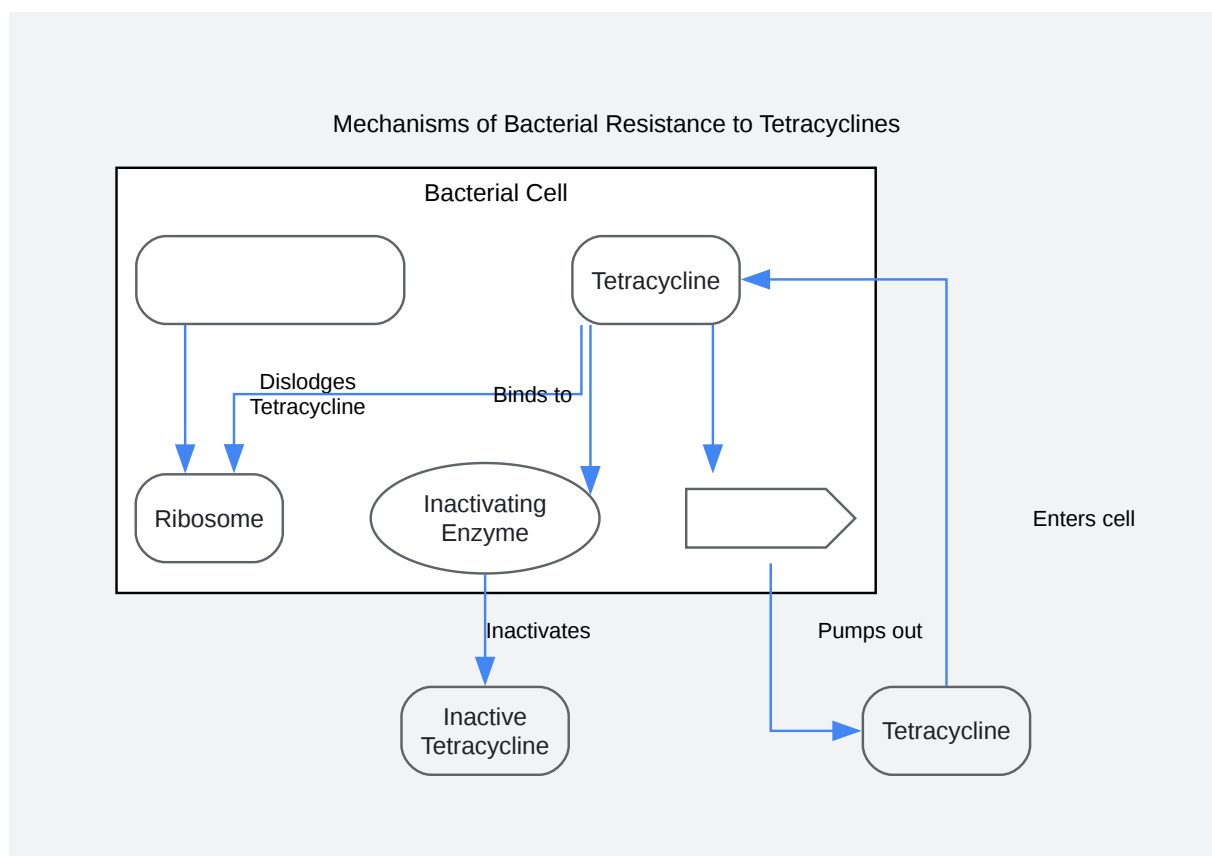 Mechanisms of Bacterial Resistance to Tetracyclines
Bacterial Cell
Tetracycline
Dislodges
Tetracycline
Binds to
Ribosome
Inactivating
Enzyme
Enters cell
Inactivates
Pumps out
Inactive
Tetracycline
Tetracycline